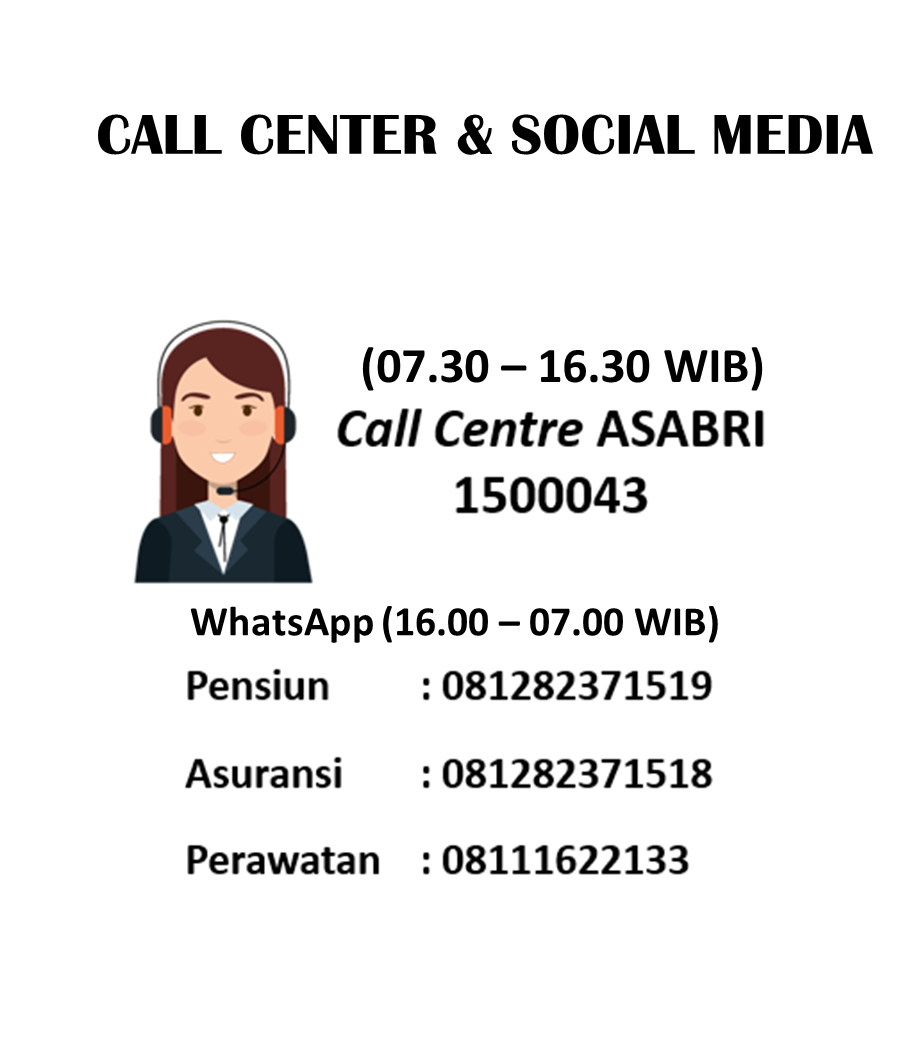 CALL CENTER & SOCIAL MEDIA
(07.30 – 16.30 WIB)
Call Centre ASABRI
1500043
WhatsApp (16.00 – 07.00 WIB)
Pensiun : 081282371519
Asuransi : 081282371518
Perawatan : 08111622133